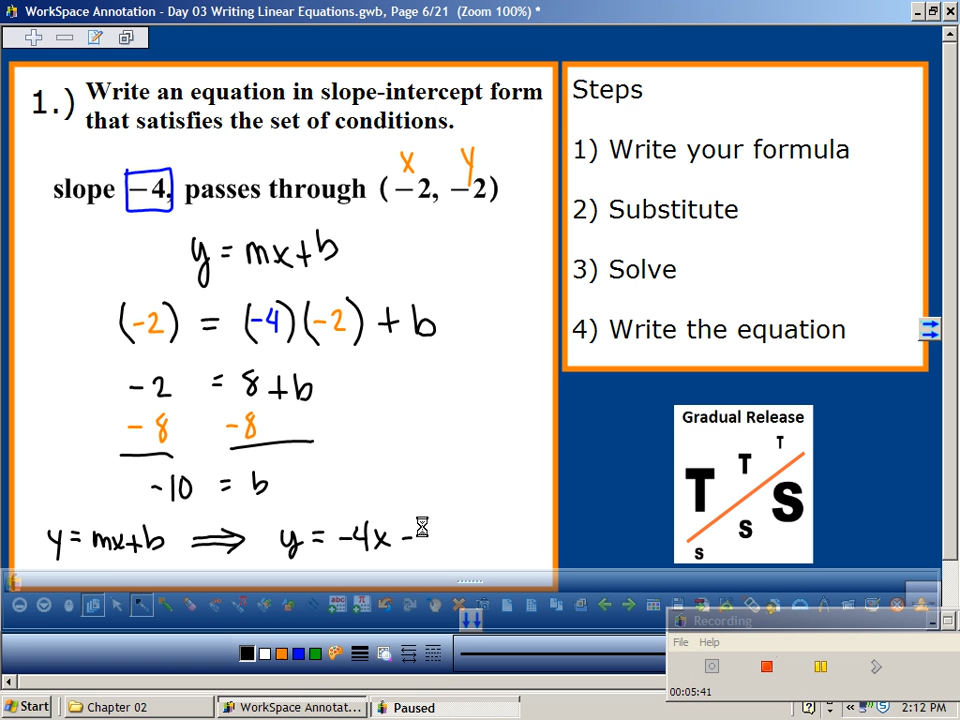 WorkSpace Annotation - Day 03 Writing Linear Equations.gwb, Page 6/21 (Zoom 100%) *
1.) Write an equation in slope-intercept form
that satisfies the set of conditions.
x y
slope −4, passes through (−2, −2)
y = mx+b
(-2) = (-4)(-2) + b
-2 = 8+b
-8 -8
-10 = b
y=mx+b ⇒ y = -4x -
Steps
1) Write your formula
2) Substitute
3) Solve
4) Write the equation
Gradual Release
T T T
S S S
Recording
File Help
00:05:41
Start
Chapter 02
WorkSpace Annotat...
Paused
2:12 PM